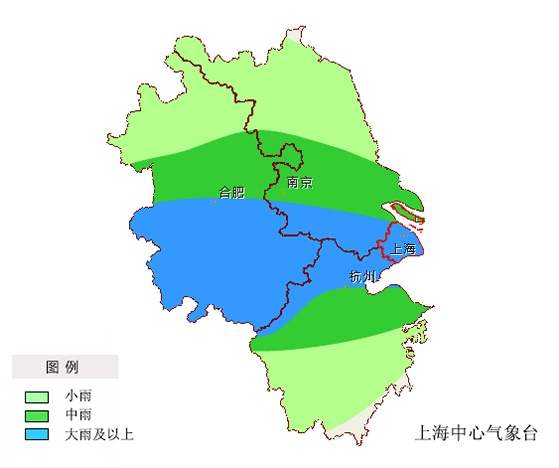 合肥
南京
上海
杭州
图例
小雨
中雨
大雨及以上
上海中心气象台